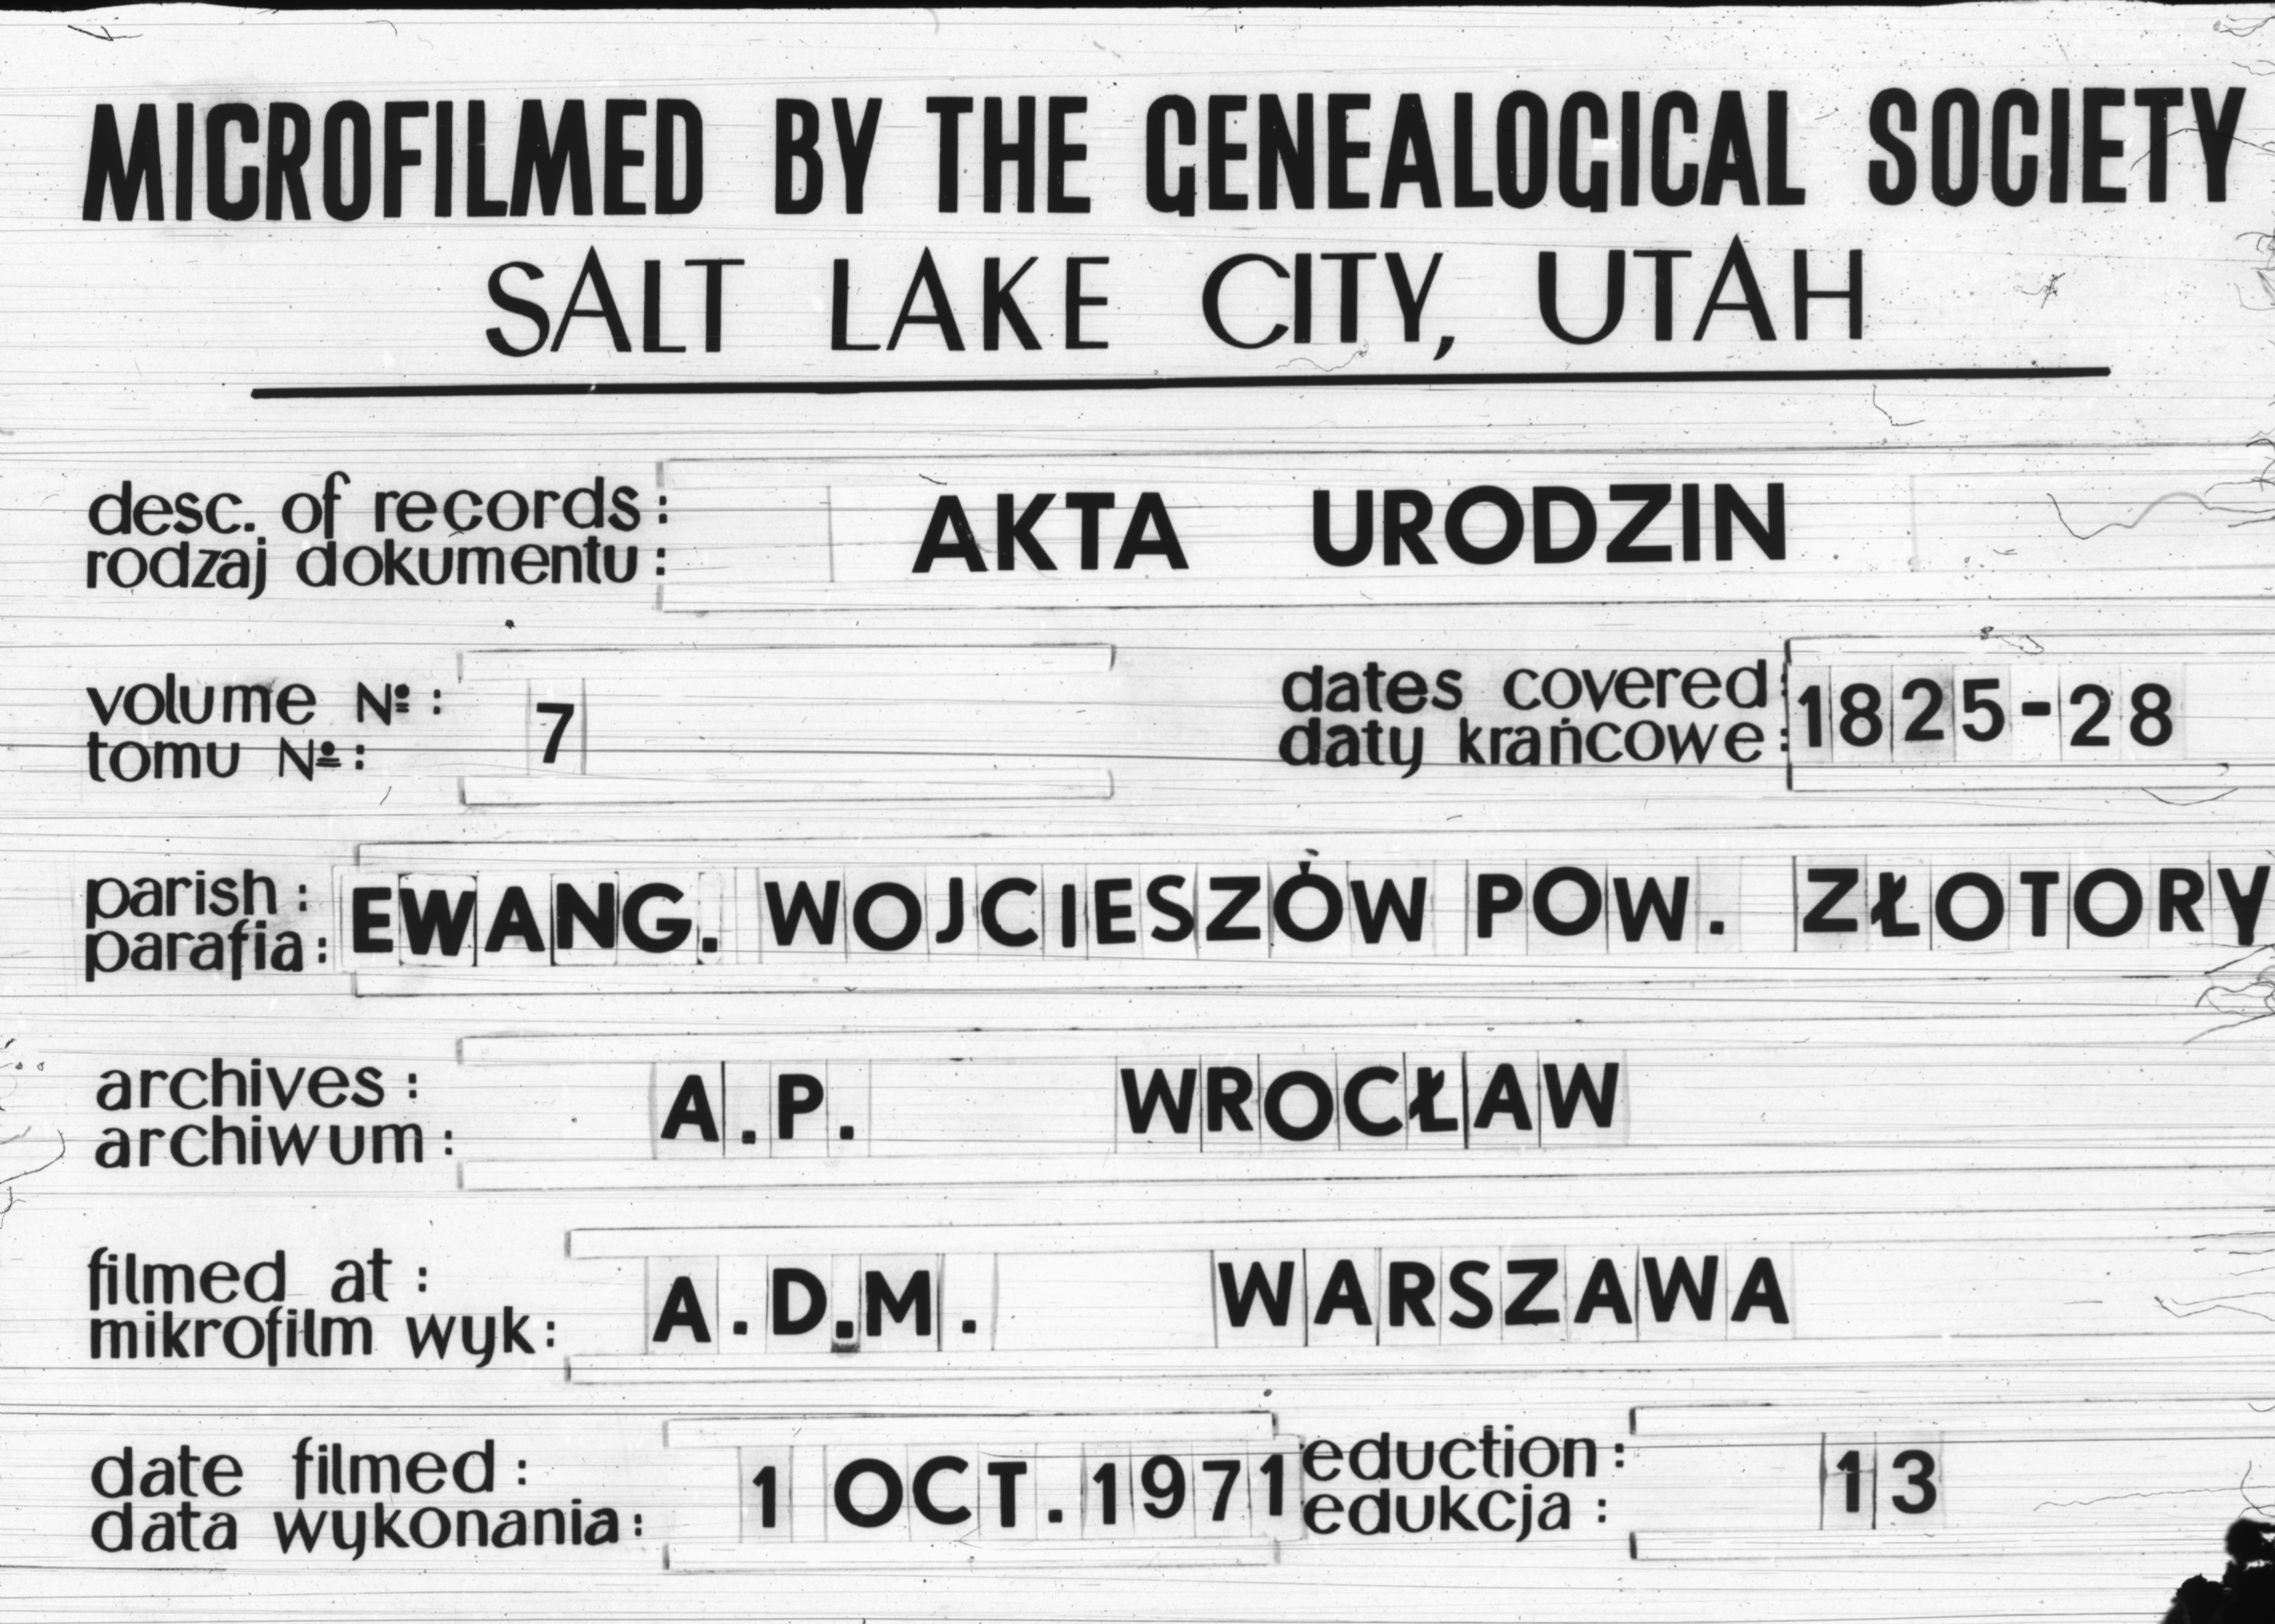 MICROFILMED BY THE GENEALOGICAL SOCIETY
SALT LAKE CITY, UTAH
desc. of records:
rodzaj dokumentu:
AKTA URODZIN
volume №:
tomu №:
7
dates covered:
daty krańcowe:
1825-28
parish:
parafia:
EWANG. WOJCIESZÓW POW. ZŁOTORY
archives:
archiwum:
A.P. WROCŁAW
filmed at:
mikrofilm wyk:
A.D.M. WARSZAWA
date filmed:
data wykonania:
1 OCT. 1971
eduction:
edukcja:
13